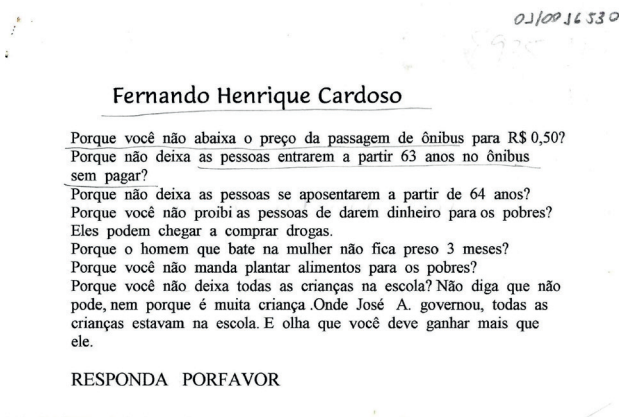 01/0016530
Fernando Henrique Cardoso
Porque você não abaixa o preço da passagem de ônibus para R$ 0,50?
Porque não deixa as pessoas entrarem a partir 63 anos no ônibus
sem pagar?
Porque não deixa as pessoas se aposentarem a partir de 64 anos?
Porque você não proibi as pessoas de darem dinheiro para os pobres?
Eles podem chegar a comprar drogas.
Porque o homem que bate na mulher não fica preso 3 meses?
Porque você não manda plantar alimentos para os pobres?
Porque você não deixa todas as crianças na escola? Não diga que não
pode, nem porque é muita criança .Onde José A. governou, todas as
crianças estavam na escola. E olha que você deve ganhar mais que
ele.
RESPONDA PORFAVOR